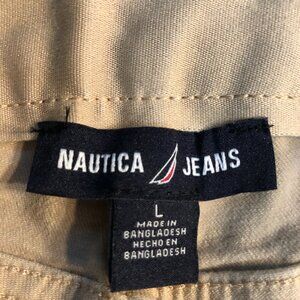 NAUTICA JEANS
L
MADE IN
BANGLADESH
HECHO EN
BANGLADESH